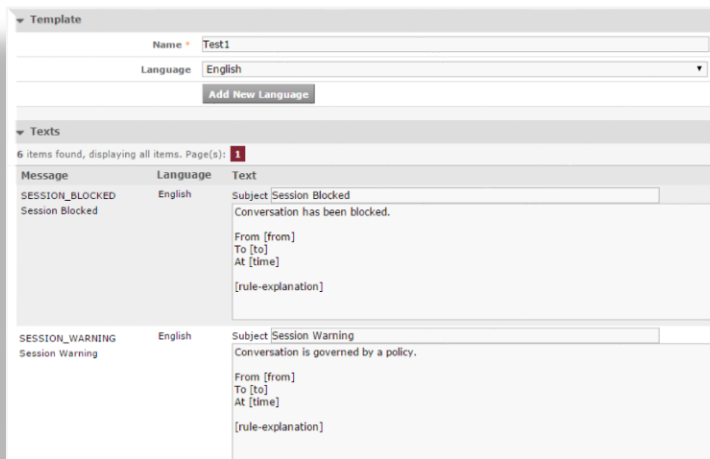 Template
Name * Test1
Language English
Add New Language
Texts
6 items found, displaying all items. Page(s): 1
Message Language Text
SESSION_BLOCKED English Subject Session Blocked
Session Blocked Conversation has been blocked.
From [from]
To [to]
At [time]
[rule-explanation]
SESSION_WARNING English Subject Session Warning
Session Warning Conversation is governed by a policy.
From [from]
To [to]
At [time]
[rule-explanation]